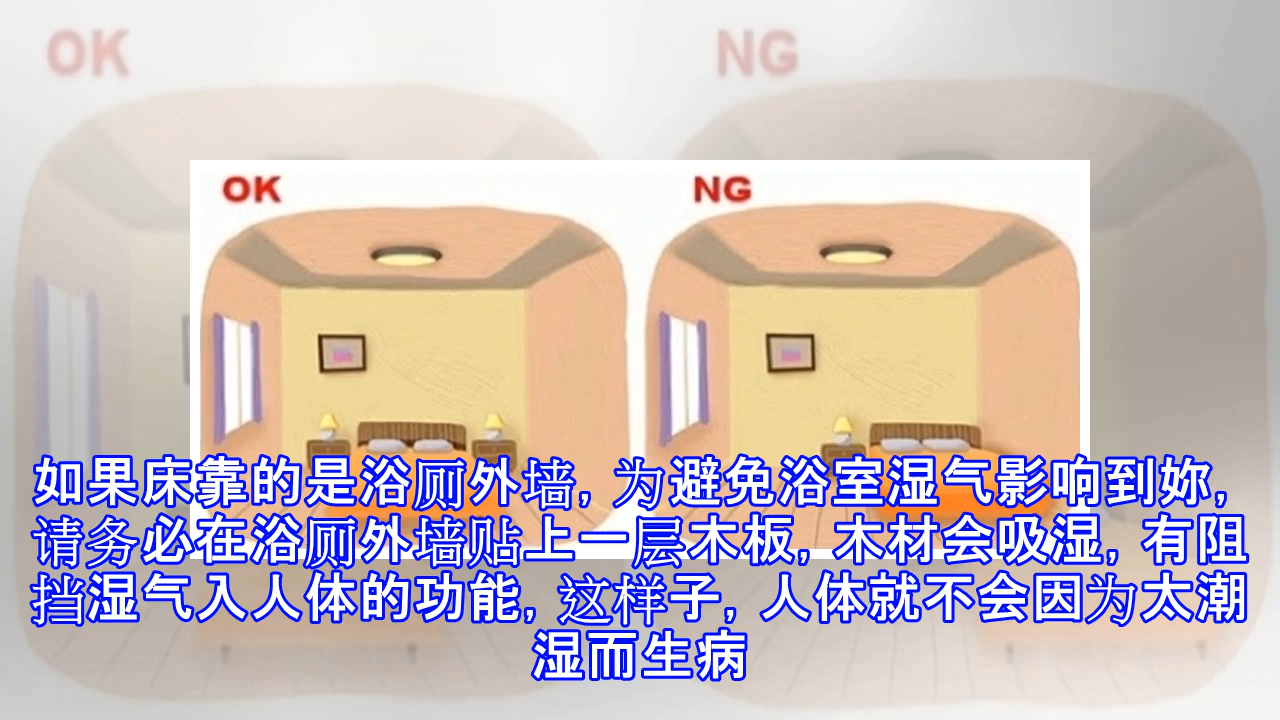 OK
NG
OK
NG
如果床靠的是浴厕外墙, 为避免浴室湿气影响到妳,
请务必在浴厕外墙贴上一层木板, 木材会吸湿, 有阻
挡湿气入人体的功能, 这样子, 人体就不会因为太潮
湿而生病